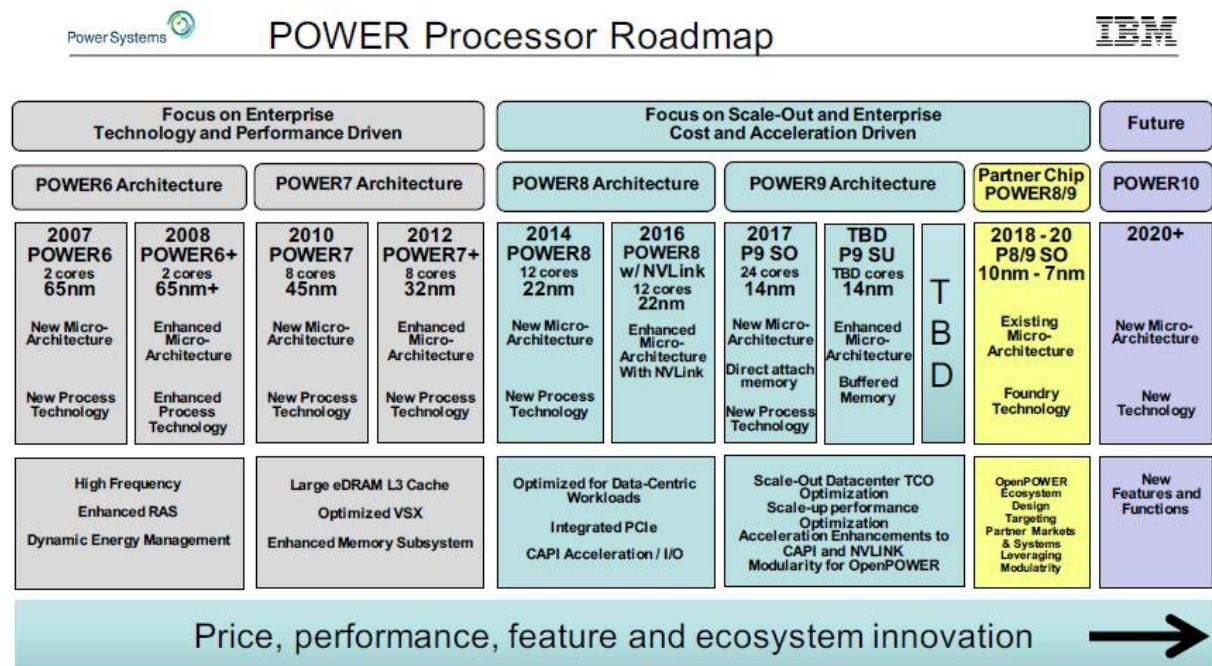 Power Systems
POWER Processor Roadmap
IBM
Focus on Enterprise
Technology and Performance Driven
Focus on Scale-Out and Enterprise
Cost and Acceleration Driven
Future
POWER6 Architecture
POWER7 Architecture
POWER8 Architecture
POWER9 Architecture
Partner Chip
POWER8/9
POWER10
2007
POWER6
2 cores
65nm
New Micro-
Architecture
New Process
Technology
2008
POWER6+
2 cores
65nm+
Enhanced
Micro-
Architecture
Enhanced
Process
Technology
2010
POWER7
8 cores
45nm
New Micro-
Architecture
New Process
Technology
2012
POWER7+
8 cores
32nm
Enhanced
Micro-
Architecture
New Process
Technology
2014
POWER8
12 cores
22nm
New Micro-
Architecture
New Process
Technology
2016
POWER8
w/ NVLink
12 cores
22nm
Enhanced
Micro-
Architecture
With NVLink
2017
P9 SO
24 cores
14nm
New Micro-
Architecture
Direct attach
memory
New Process
Technology
TBD
P9 SU
TBD cores
14nm
Enhanced
Micro-
Architecture
Buffered
Memory
T
B
D
2018 - 20
P8/9 SO
10nm - 7nm
Existing
Micro-
Architecture
Foundry
Technology
2020+
New Micro-
Architecture
New
Technology
High Frequency
Enhanced RAS
Dynamic Energy Management
Large eDRAM L3 Cache
Optimized VSX
Enhanced Memory Subsystem
Optimized for Data-Centric
Workloads
Integrated PCIe
CAPI Acceleration / I/O
Scale-Out Datacenter TCO
Optimization
Scale-up performance
Optimization
Acceleration Enhancements to
CAPI and NVLINK
Modularity for OpenPOWER
OpenPOWER
Ecosystem
Design
Targeting
Partner Markets
& Systems
Leveraging
Modulatrity
New
Features and
Functions
Price, performance, feature and ecosystem innovation